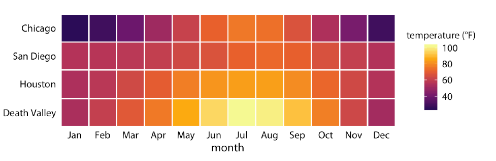 Chicago
San Diego
Houston
Death Valley
Jan Feb Mar Apr May Jun Jul Aug Sep Oct Nov Dec
month
temperature (°F)
100
80
60
40